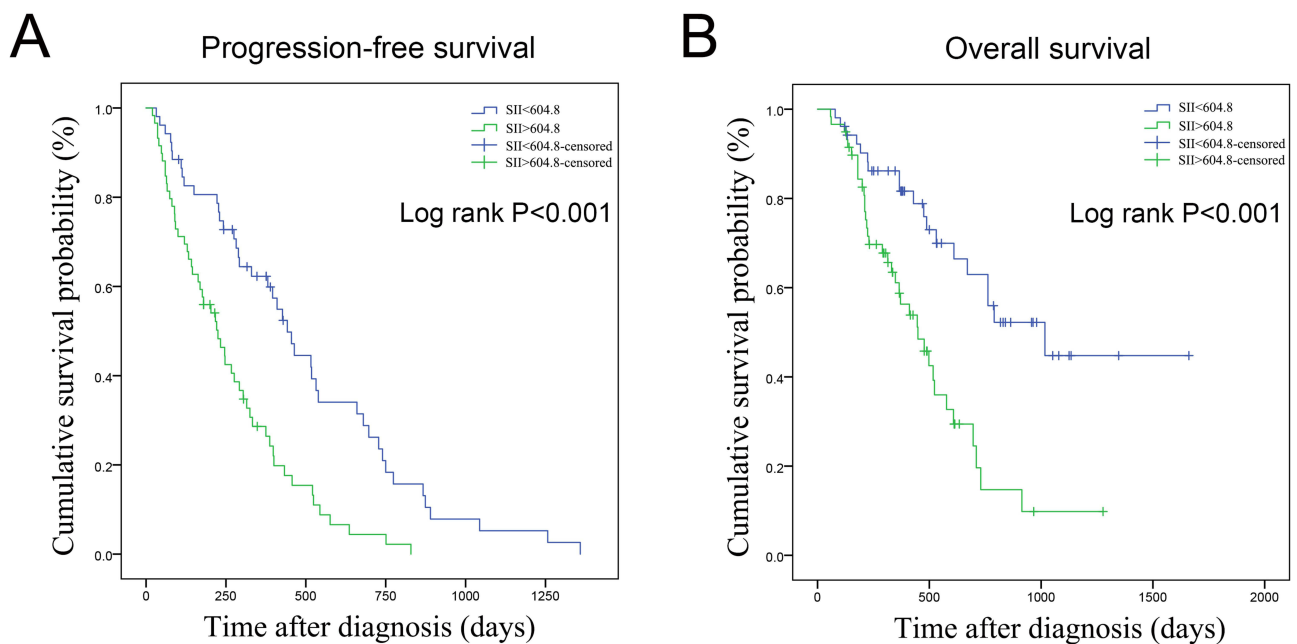 A
Progression-free survival
Cumulative survival probability (%)
1.0
0.8
0.6
0.4
0.2
0.0
SII<604.8
SII>604.8
SII<604.8-censored
SII>604.8-censored
Log rank P<0.001
0 250 500 750 1000 1250
Time after diagnosis (days)
B
Overall survival
Cumulative survival probability (%)
1.0
0.8
0.6
0.4
0.2
0.0
SII<604.8
SII>604.8
SII<604.8-censored
SII>604.8-censored
Log rank P<0.001
0 500 1000 1500 2000
Time after diagnosis (days)